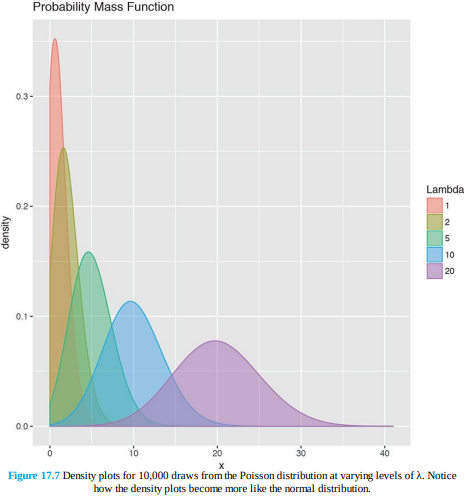 Probability Mass Function
density
0.3
0.2
0.1
0.0
0
10
20
30
40
x
Lambda
1
2
5
10
20
Figure 17.7 Density plots for 10,000 draws from the Poisson distribution at varying levels of λ. Notice
how the density plots become more like the normal distribution.